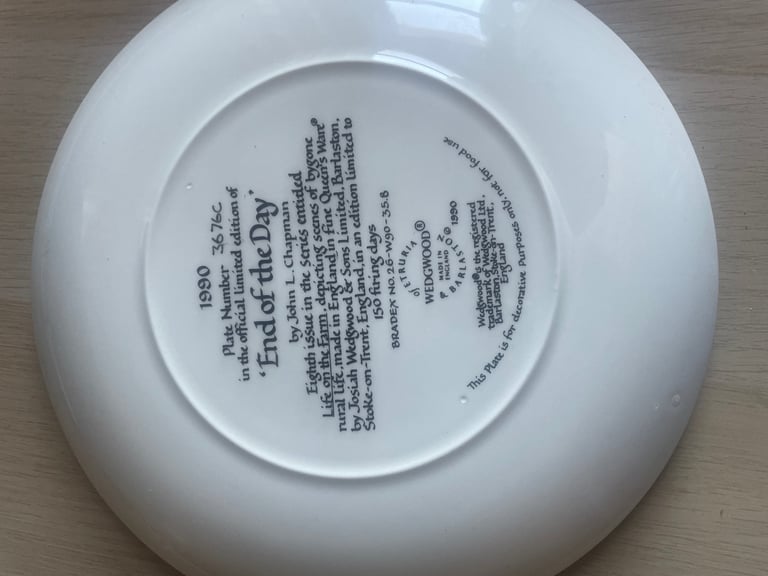 1990
Plate Number 3676C
in the official limited edition of
'End of the Day'
by John L. Chapman
Eighth issue in the Series entitled
Life on the Farm, depicting scenes of bygone
rural life, made in England in fine Queen's Ware®
by Josiah Wedgwood & Sons Limited, Barlaston,
Stoke-on-Trent, England, in an edition limited to
150 firing days
BRADEX NO. 26-W90-35.8
OF ETRURIA
WEDGWOOD®
MADE IN
ENGLAND
& BARLASTON
© 1990
Wedgwood® is the registered
trademark of Wedgwood Ltd,
Barlaston, Stoke-on-Trent,
England
This Plate is for decorative Purposes only, not for food use